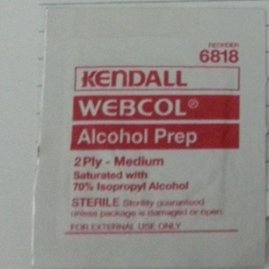 REORDER
6818
KENDALL
WEBCOL®
Alcohol Prep
2 Ply - Medium
Saturated with
70% Isopropyl Alcohol
STERILE Sterility guaranteed
unless package is damaged or open.
FOR EXTERNAL USE ONLY